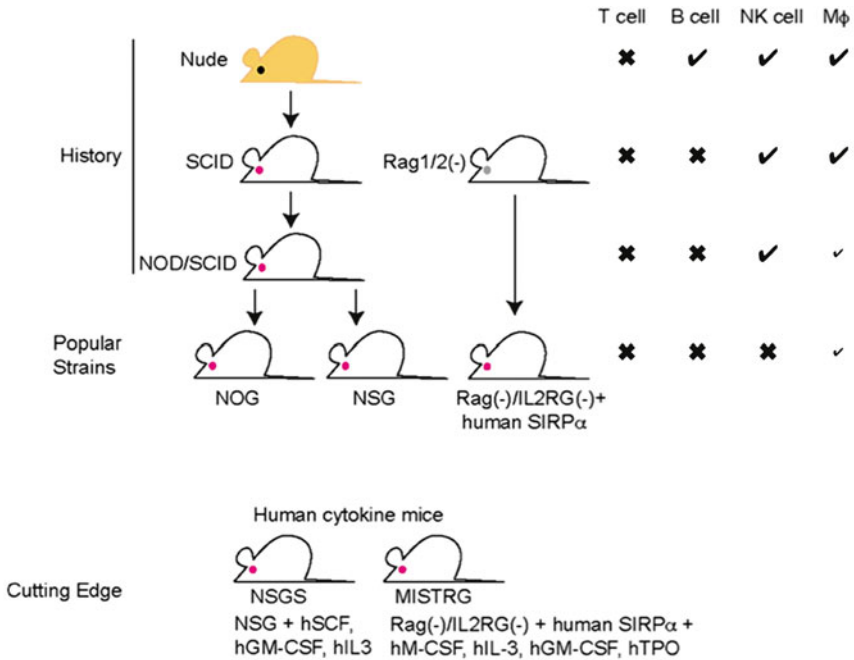 T cell B cell NK cell Mϕ
Nude ✖ ✔ ✔ ✔
History
SCID Rag1/2(-) ✖ ✖ ✔ ✔
NOD/SCID ✖ ✖ ✔ ✔
Popular
Strains
✖ ✖ ✖ ✔
NOG NSG Rag(-)/IL2RG(-)+
human SIRPα
Human cytokine mice
Cutting Edge
NSGS MISTRG
NSG + hSCF, Rag(-)/IL2RG(-) + human SIRPα +
hGM-CSF, hIL3 hM-CSF, hIL-3, hGM-CSF, hTPO